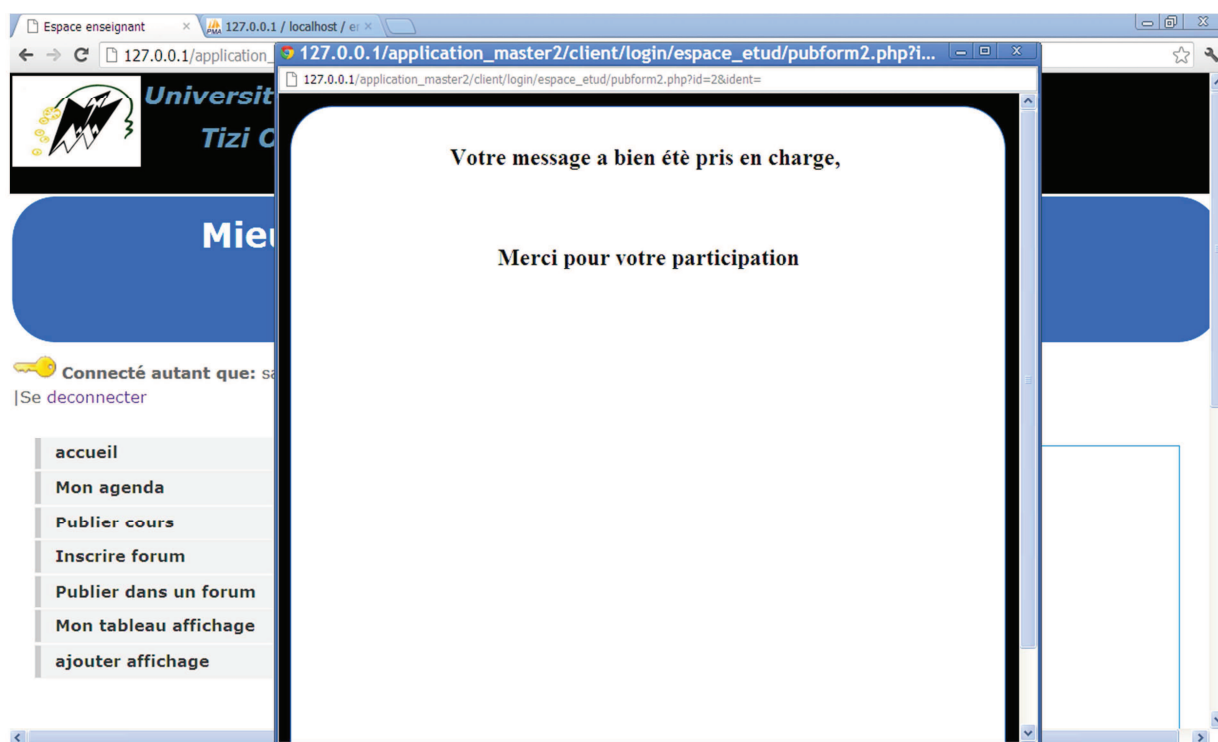 Espace enseignant
127.0.0.1 / localhost / e
127.0.0.1/application_
127.0.0.1/application_master2/client/login/espace_etud/pubform2.php?i...
127.0.0.1/application_master2/client/login/espace_etud/pubform2.php?id=2&ident=
Universit
Tizi O
Votre message a bien étè pris en charge,
Merci pour votre participation
Mie
Connecté autant que: sa
|Se deconnecter
accueil
Mon agenda
Publier cours
Inscrire forum
Publier dans un forum
Mon tableau affichage
ajouter affichage